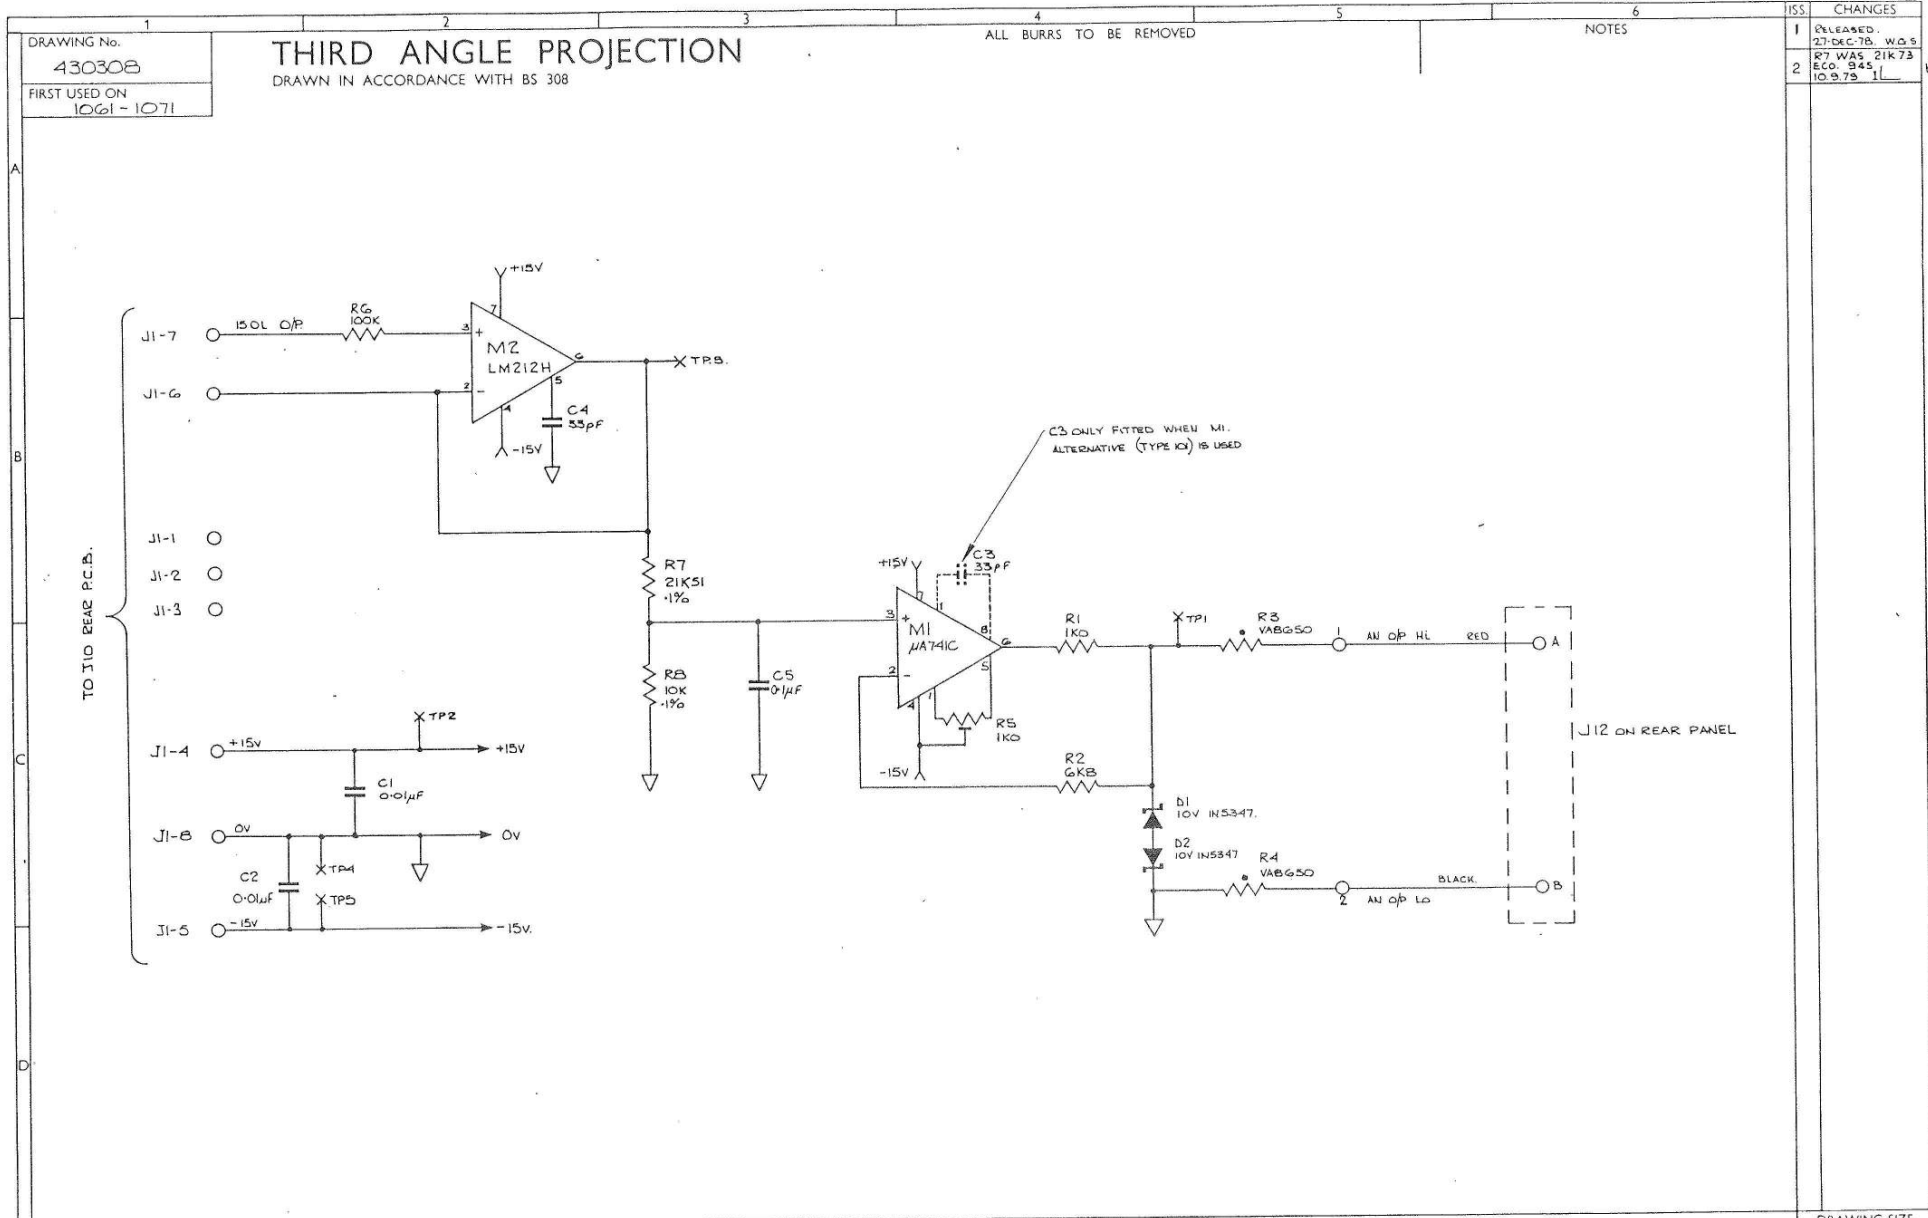 1 2 3 4 5 6
ISS. CHANGES
DRAWING No.
430308
FIRST USED ON
1061 - 1071
THIRD ANGLE PROJECTION
DRAWN IN ACCORDANCE WITH BS 308
ALL BURRS TO BE REMOVED
NOTES
1 RELEASED.
27-DEC-78. W.G.S
2 R7 WAS 21K73
ECO. 945
10.9.79
A
B
C
D
+15V
J1-7 ISOL O/P. R6
100K
3 +
7
M2
LM212H
6
TP.3.
J1-6
2 -
4
5
C4
33pF
-15V
C3 ONLY FITTED WHEN M1.
ALTERNATIVE (TYPE 101) IS USED
TO J10 REAR P.C.B.
J1-1
J1-2
J1-3
R7
21K51
.1%
R8
10K
.1%
C5
0.1µF
+15V
C3
33pF
3 +
7
1
8
M1
µA741C
6
2 -
4
1
5
R5
1K0
-15V
R1
1K0
TP1
R3
VA8650
1
AN O/P HI RED
A
R2
6K8
J12 ON REAR PANEL
D1
10V IN5347.
D2
10V IN5347
R4
VA8650
2
BLACK.
AN O/P LO
B
J1-4 +15V
TP2
+15V
C1
0.01µF
J1-8 0V
0V
C2
0.01µF
TP4
TP5
J1-5 -15V
-15V.